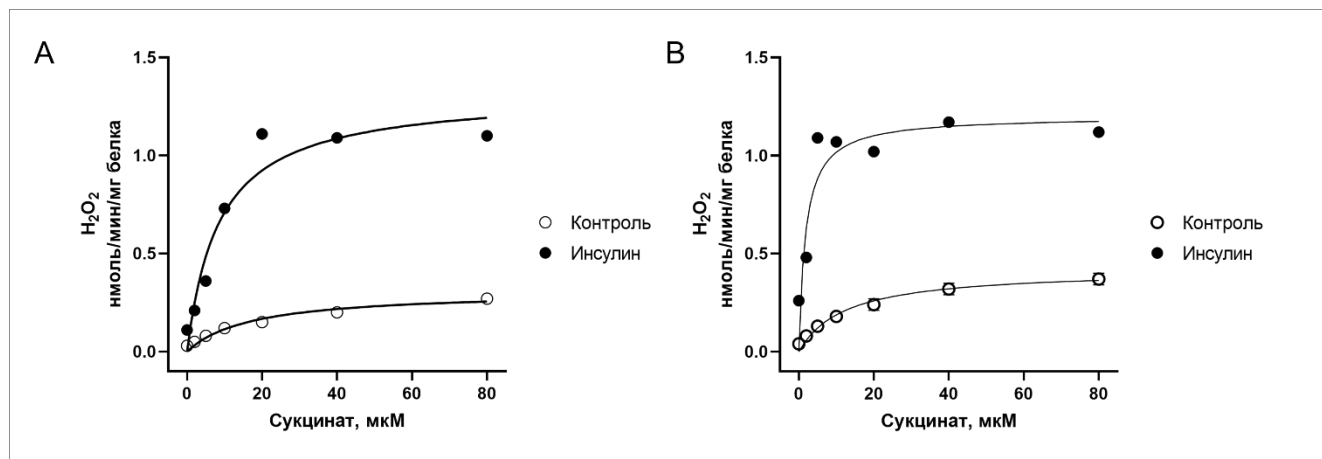 A
1.5
1.0
0.5
0.0
H₂O₂
нмоль/мин/мг белка
0 20 40 60 80
Сукцинат, мкМ
Контроль
Инсулин
B
1.5
1.0
0.5
0.0
H₂O₂
нмоль/мин/мг белка
0 20 40 60 80
Сукцинат, мкМ
Контроль
Инсулин